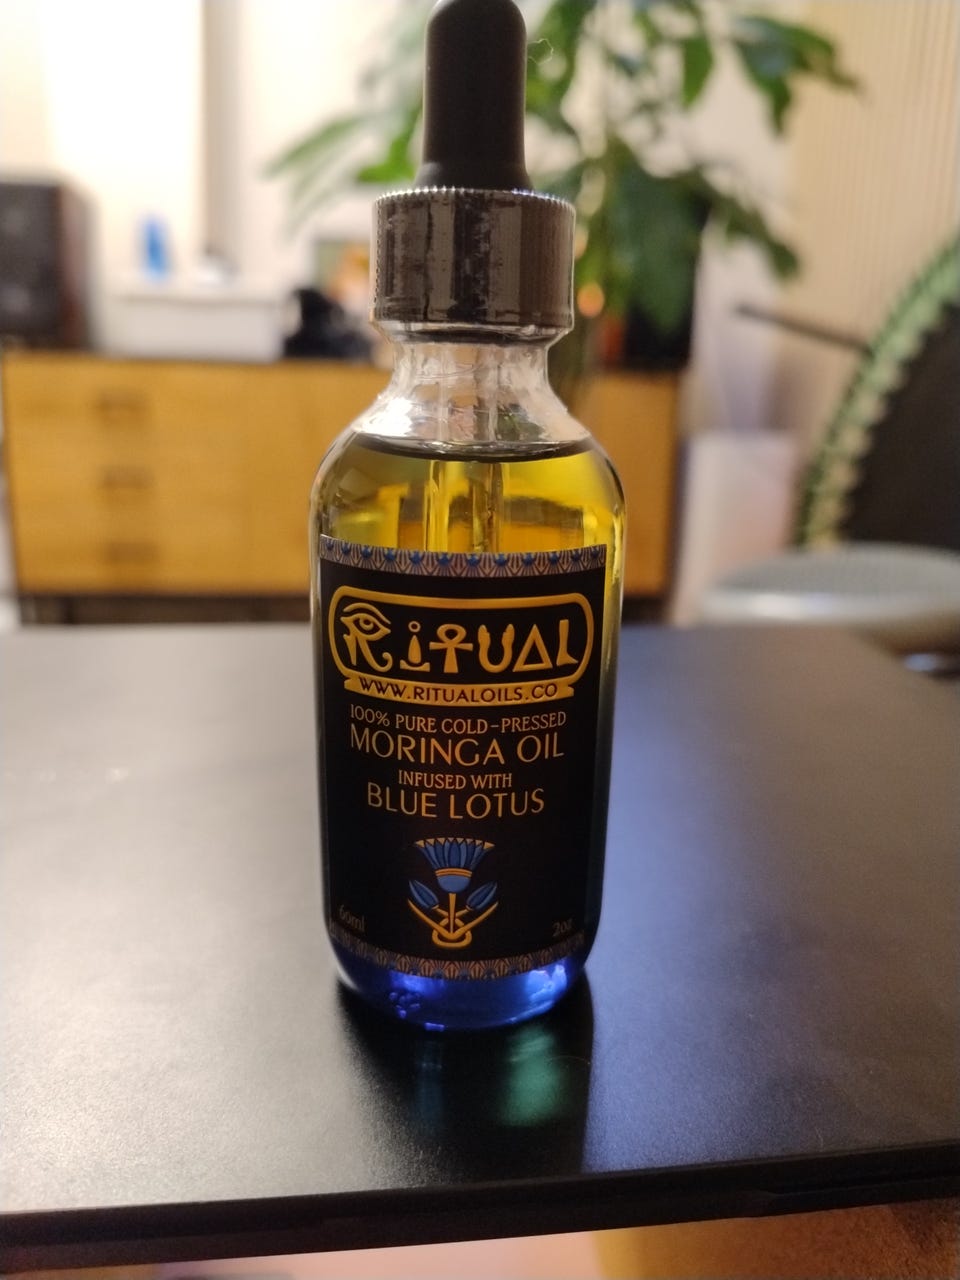 RiTUAL
WWW.RITUALOILS.CO
100% PURE COLD-PRESSED
MORINGA OIL
INFUSED WITH
BLUE LOTUS
60ml 2oz